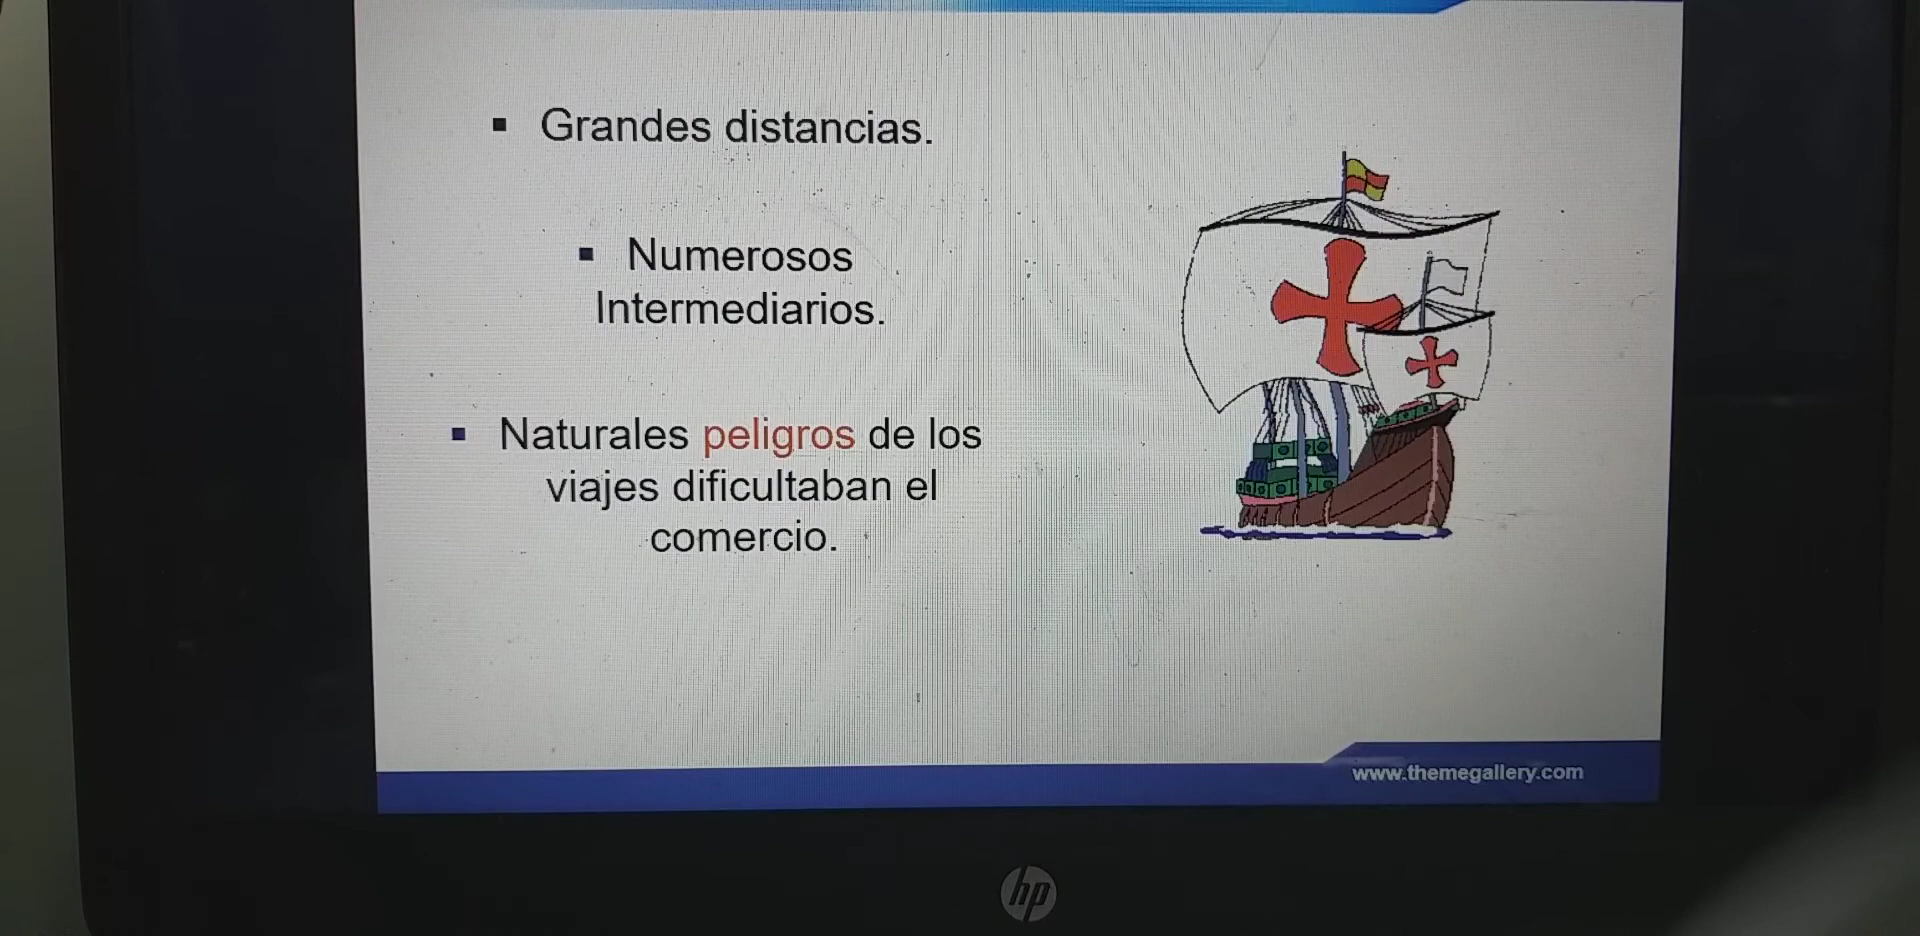 ▪ Grandes distancias.
▪ Numerosos
Intermediarios.
▪ Naturales peligros de los
viajes dificultaban el
comercio.
www.themegallery.com
hp